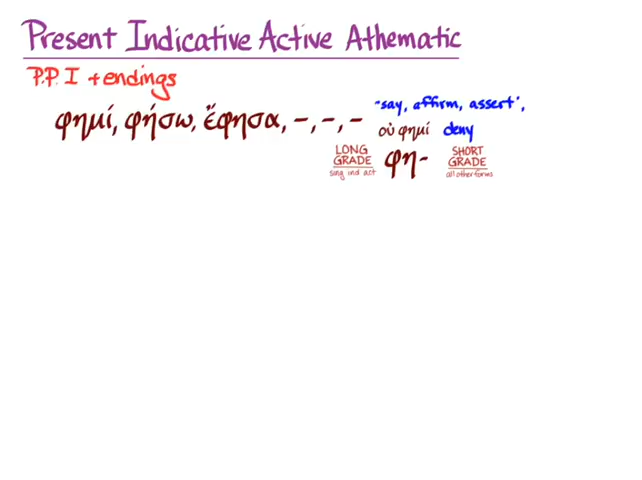 Present Indicative Active Athematic
P.P. I + endings
φημί, φήσω, ἔφησα, –, –, –
"say, affirm, assert",
οὐ φημί deny
LONG GRADE
sing ind act
φη-
SHORT GRADE
all other forms